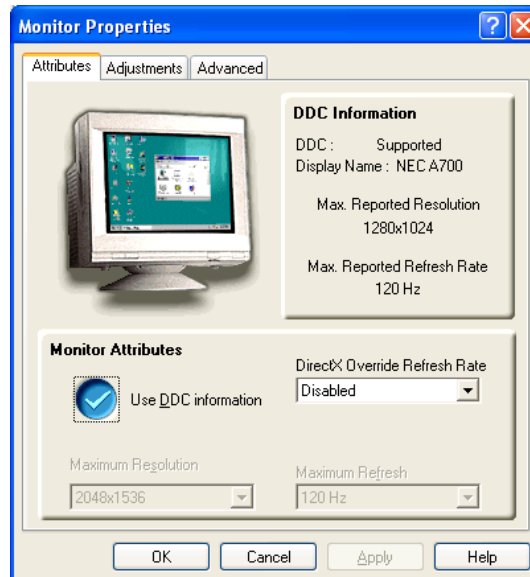 Monitor Properties
Attributes
Adjustments
Advanced
DDC Information
DDC : Supported
Display Name : NEC A700
Max. Reported Resolution
1280x1024
Max. Reported Refresh Rate
120 Hz
Monitor Attributes
Use DDC information
DirectX Override Refresh Rate
Disabled
Maximum Resolution
2048x1536
Maximum Refresh
120 Hz
OK
Cancel
Apply
Help